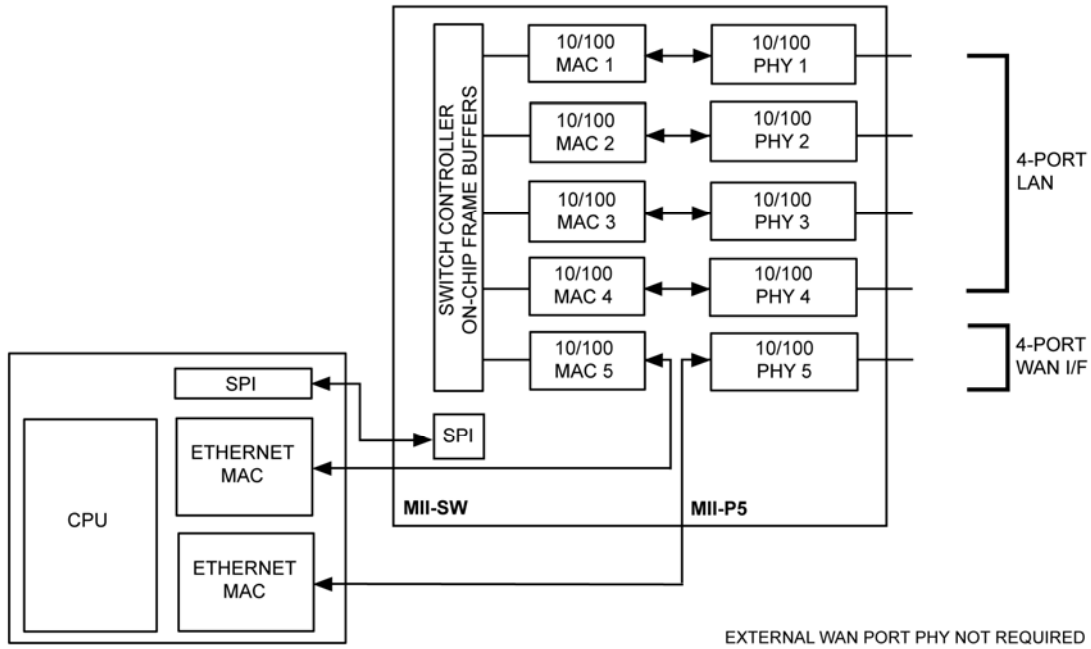 10/100
MAC 1
10/100
PHY 1
10/100
MAC 2
10/100
PHY 2
10/100
MAC 3
10/100
PHY 3
10/100
MAC 4
10/100
PHY 4
10/100
MAC 5
10/100
PHY 5
SWITCH CONTROLLER
ON-CHIP FRAME BUFFERS
4-PORT
LAN
4-PORT
WAN I/F
SPI
SPI
ETHERNET
MAC
CPU
ETHERNET
MAC
MII-SW
MII-P5
EXTERNAL WAN PORT PHY NOT REQUIRED